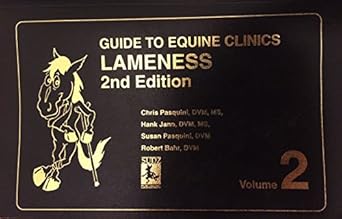 GUIDE TO EQUINE CLINICS
LAMENESS
2nd Edition
Chris Pasquini, DVM, MS,
Hank Jann, DVM, MS,
Susan Pasquini, DVM
Robert Bahr, DVM
SUDZ
Volume 2